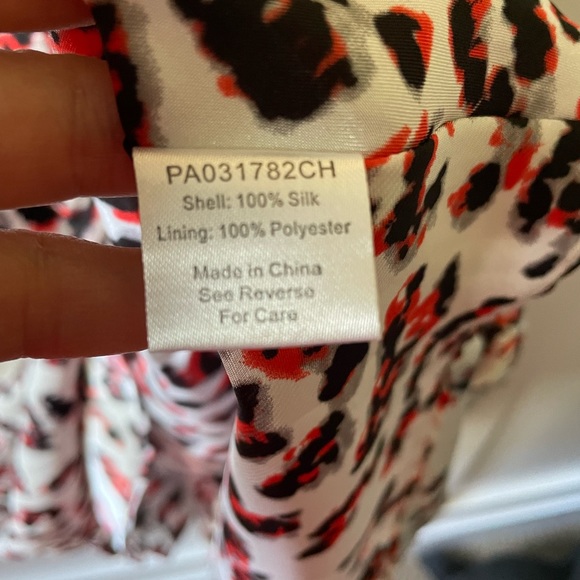 PA031782CH
Shell: 100% Silk
Lining: 100% Polyester
Made in China
See Reverse
For Care